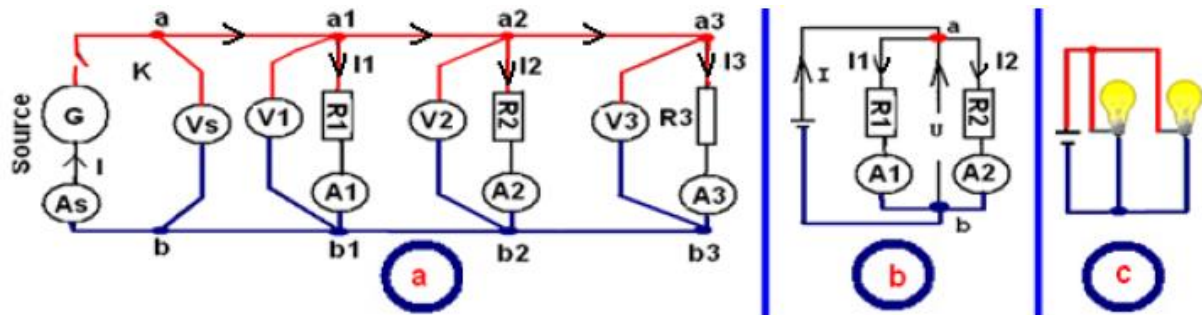 a a1 a2 a3
K I1 I2 I3
Source G Vs V1 R1 V2 R2 V3 R3
I
As A1 A2 A3
b b1 b2 b3
a
a
I I1 I2
R1 U R2
A1 A2
b
b
c